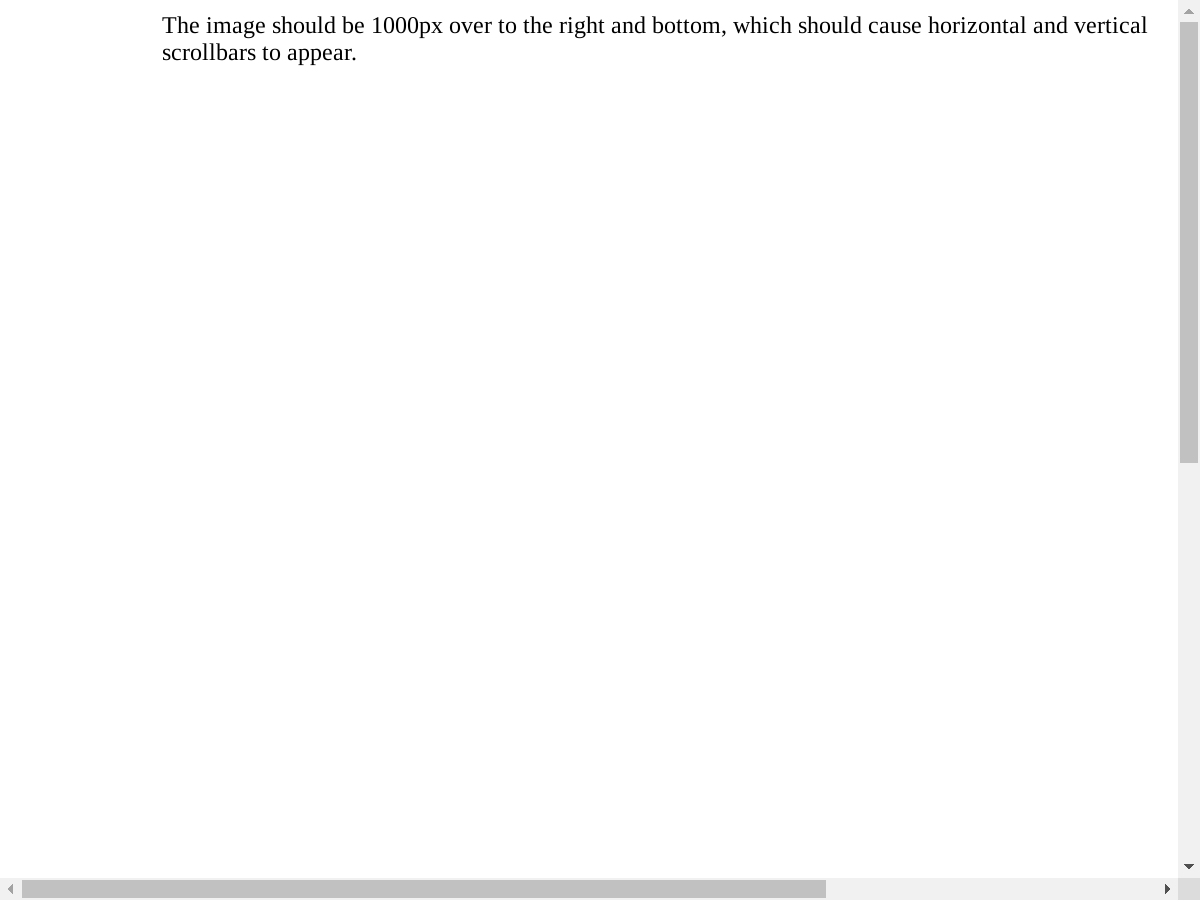 The image should be 1000px over to the right and bottom, which should cause horizontal and vertical
scrollbars to appear.